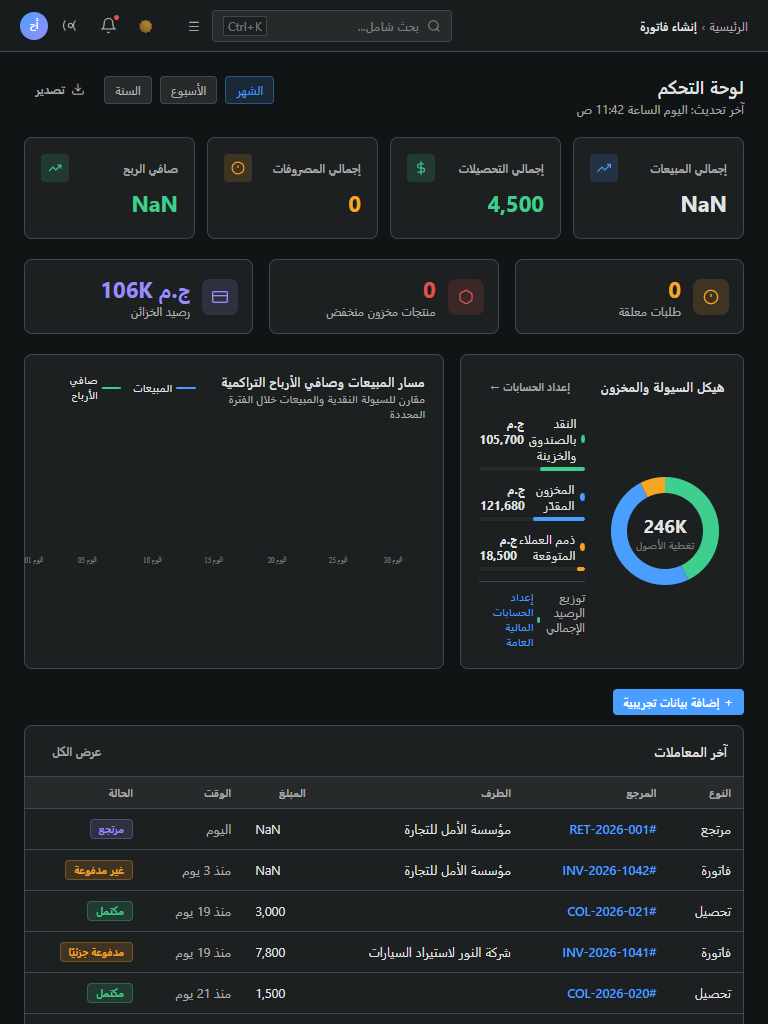 الرئيسية › إنشاء فاتورة
بحث شامل...
Ctrl+K
أح
لوحة التحكم
آخر تحديث: اليوم الساعة 11:42 ص
الشهر
الأسبوع
السنة
تصدير
إجمالي المبيعات
NaN
إجمالي التحصيلات
4,500
إجمالي المصروفات
0
صافي الربح
NaN
0
طلبات معلقة
0
منتجات مخزون منخفض
ج.م 106K
رصيد الخزائن
هيكل السيولة والمخزون
إعداد الحسابات ←
246K
تغطية الأصول
النقد بالصندوق والخزينة
ج.م 105,700
المخزون المقدّر
ج.م 121,680
ذمم العملاء المتوقعة
ج.م 18,500
توزيع الرصيد الإجمالي
إعداد الحسابات المالية العامة
مسار المبيعات وصافي الأرباح التراكمية
مقارن للسيولة النقدية والمبيعات خلال الفترة المحددة
المبيعات
صافي الأرباح
اليوم 01
اليوم 05
اليوم 10
اليوم 15
اليوم 20
اليوم 25
اليوم 30
+ إضافة بيانات تجريبية
آخر المعاملات
عرض الكل
النوع المرجع الطرف المبلغ الوقت الحالة
مرتجع RET-2026-001# مؤسسة الأمل للتجارة NaN اليوم مرتجع
فاتورة INV-2026-1042# مؤسسة الأمل للتجارة NaN منذ 3 يوم غير مدفوعة
تحصيل COL-2026-021# 3,000 منذ 19 يوم مكتمل
فاتورة INV-2026-1041# شركة النور لاستيراد السيارات 7,800 منذ 19 يوم مدفوعة جزئيًا
تحصيل COL-2026-020# 1,500 منذ 21 يوم مكتمل